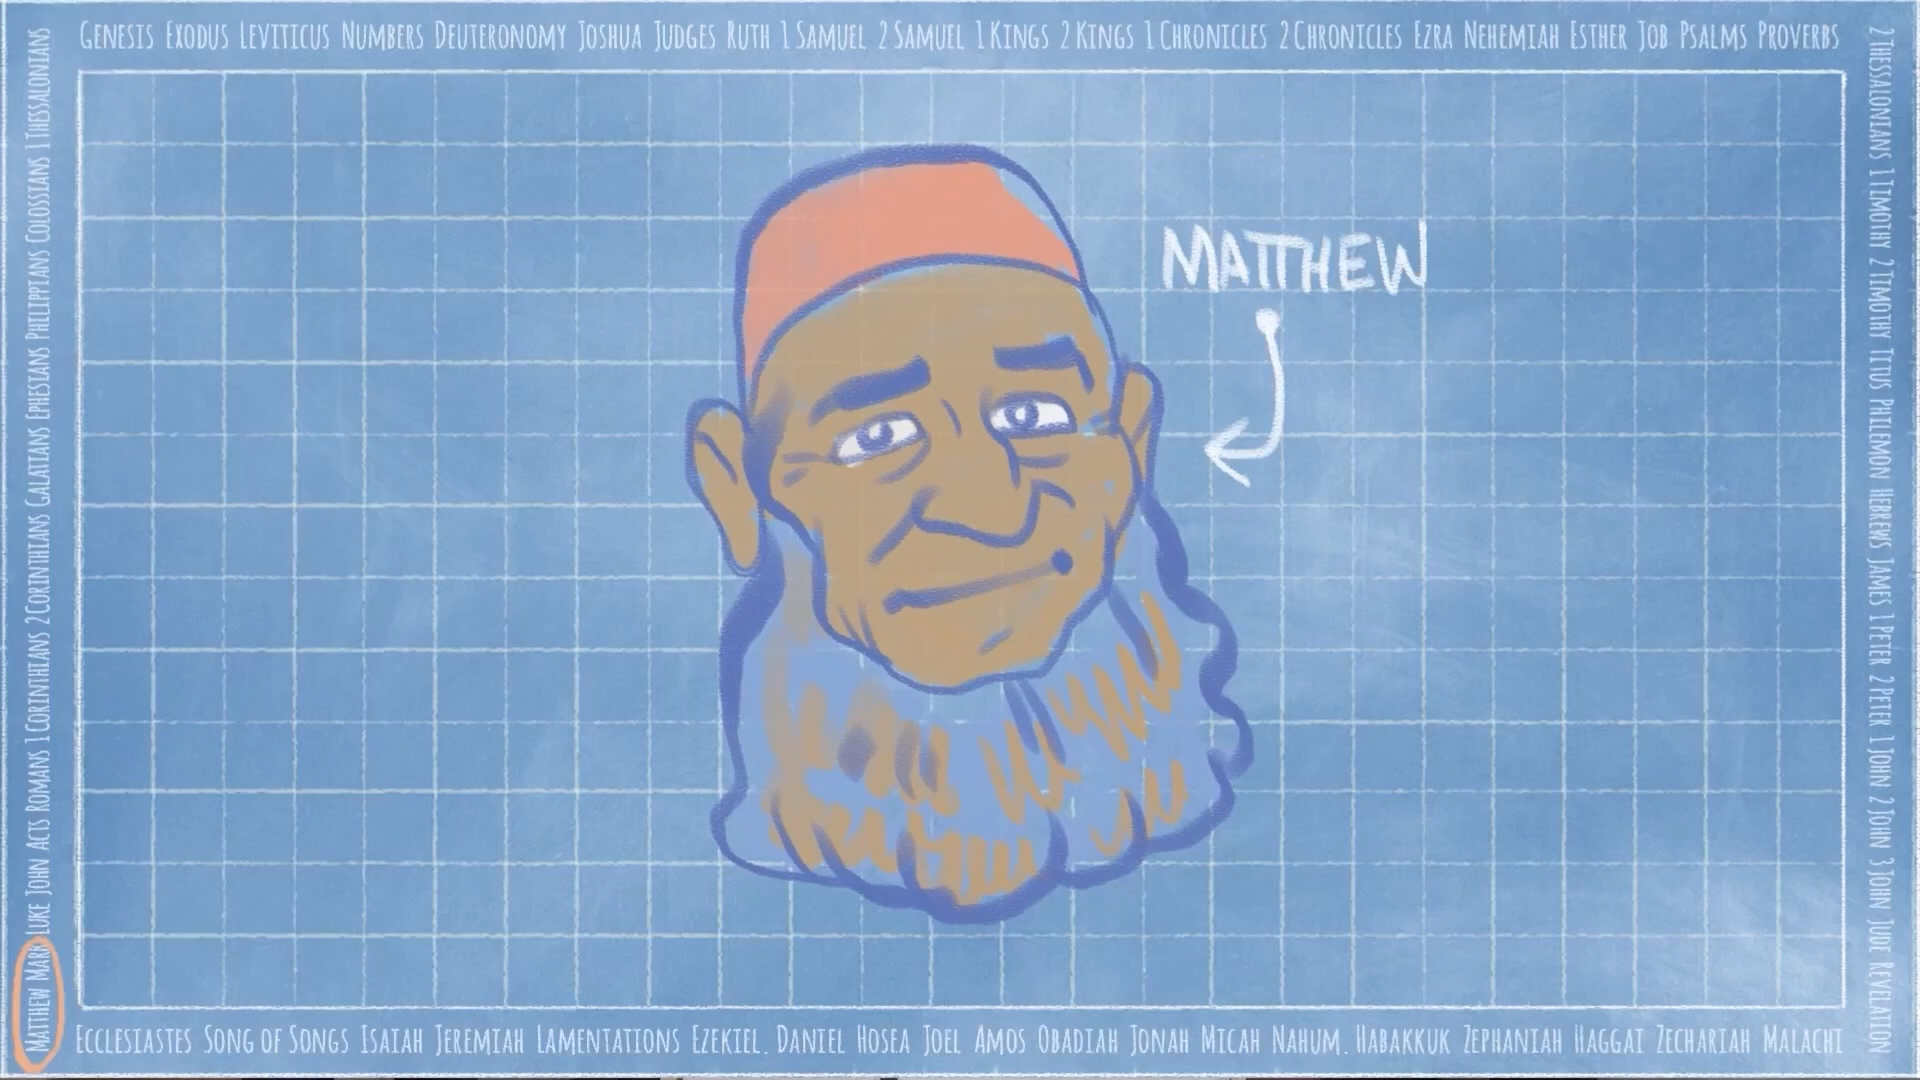 GENESIS EXODUS LEVITICUS NUMBERS DEUTERONOMY JOSHUA JUDGES RUTH 1 SAMUEL 2 SAMUEL 1 KINGS 2 KINGS 1 CHRONICLES 2 CHRONICLES EZRA NEHEMIAH ESTHER JOB PSALMS PROVERBS
MATTHEW
ECCLESIASTES SONG OF SONGS ISAIAH JEREMIAH LAMENTATIONS EZEKIEL. DANIEL HOSEA JOEL AMOS OBADIAH JONAH MICAH NAHUM. HABAKKUK ZEPHANIAH HAGGAI ZECHARIAH MALACHI
MATTHEW MARK LUKE JOHN ACTS ROMANS 1 CORINTHIANS 2 CORINTHIANS GALATIANS EPHESIANS PHILIPPIANS COLOSSIANS 1 THESSALONIANS
2 THESSALONIANS 1 TIMOTHY 2 TIMOTHY TITUS PHILEMON HEBREWS JAMES 1 PETER 2 PETER 1 JOHN 2 JOHN 3 JOHN JUDE REVELATION